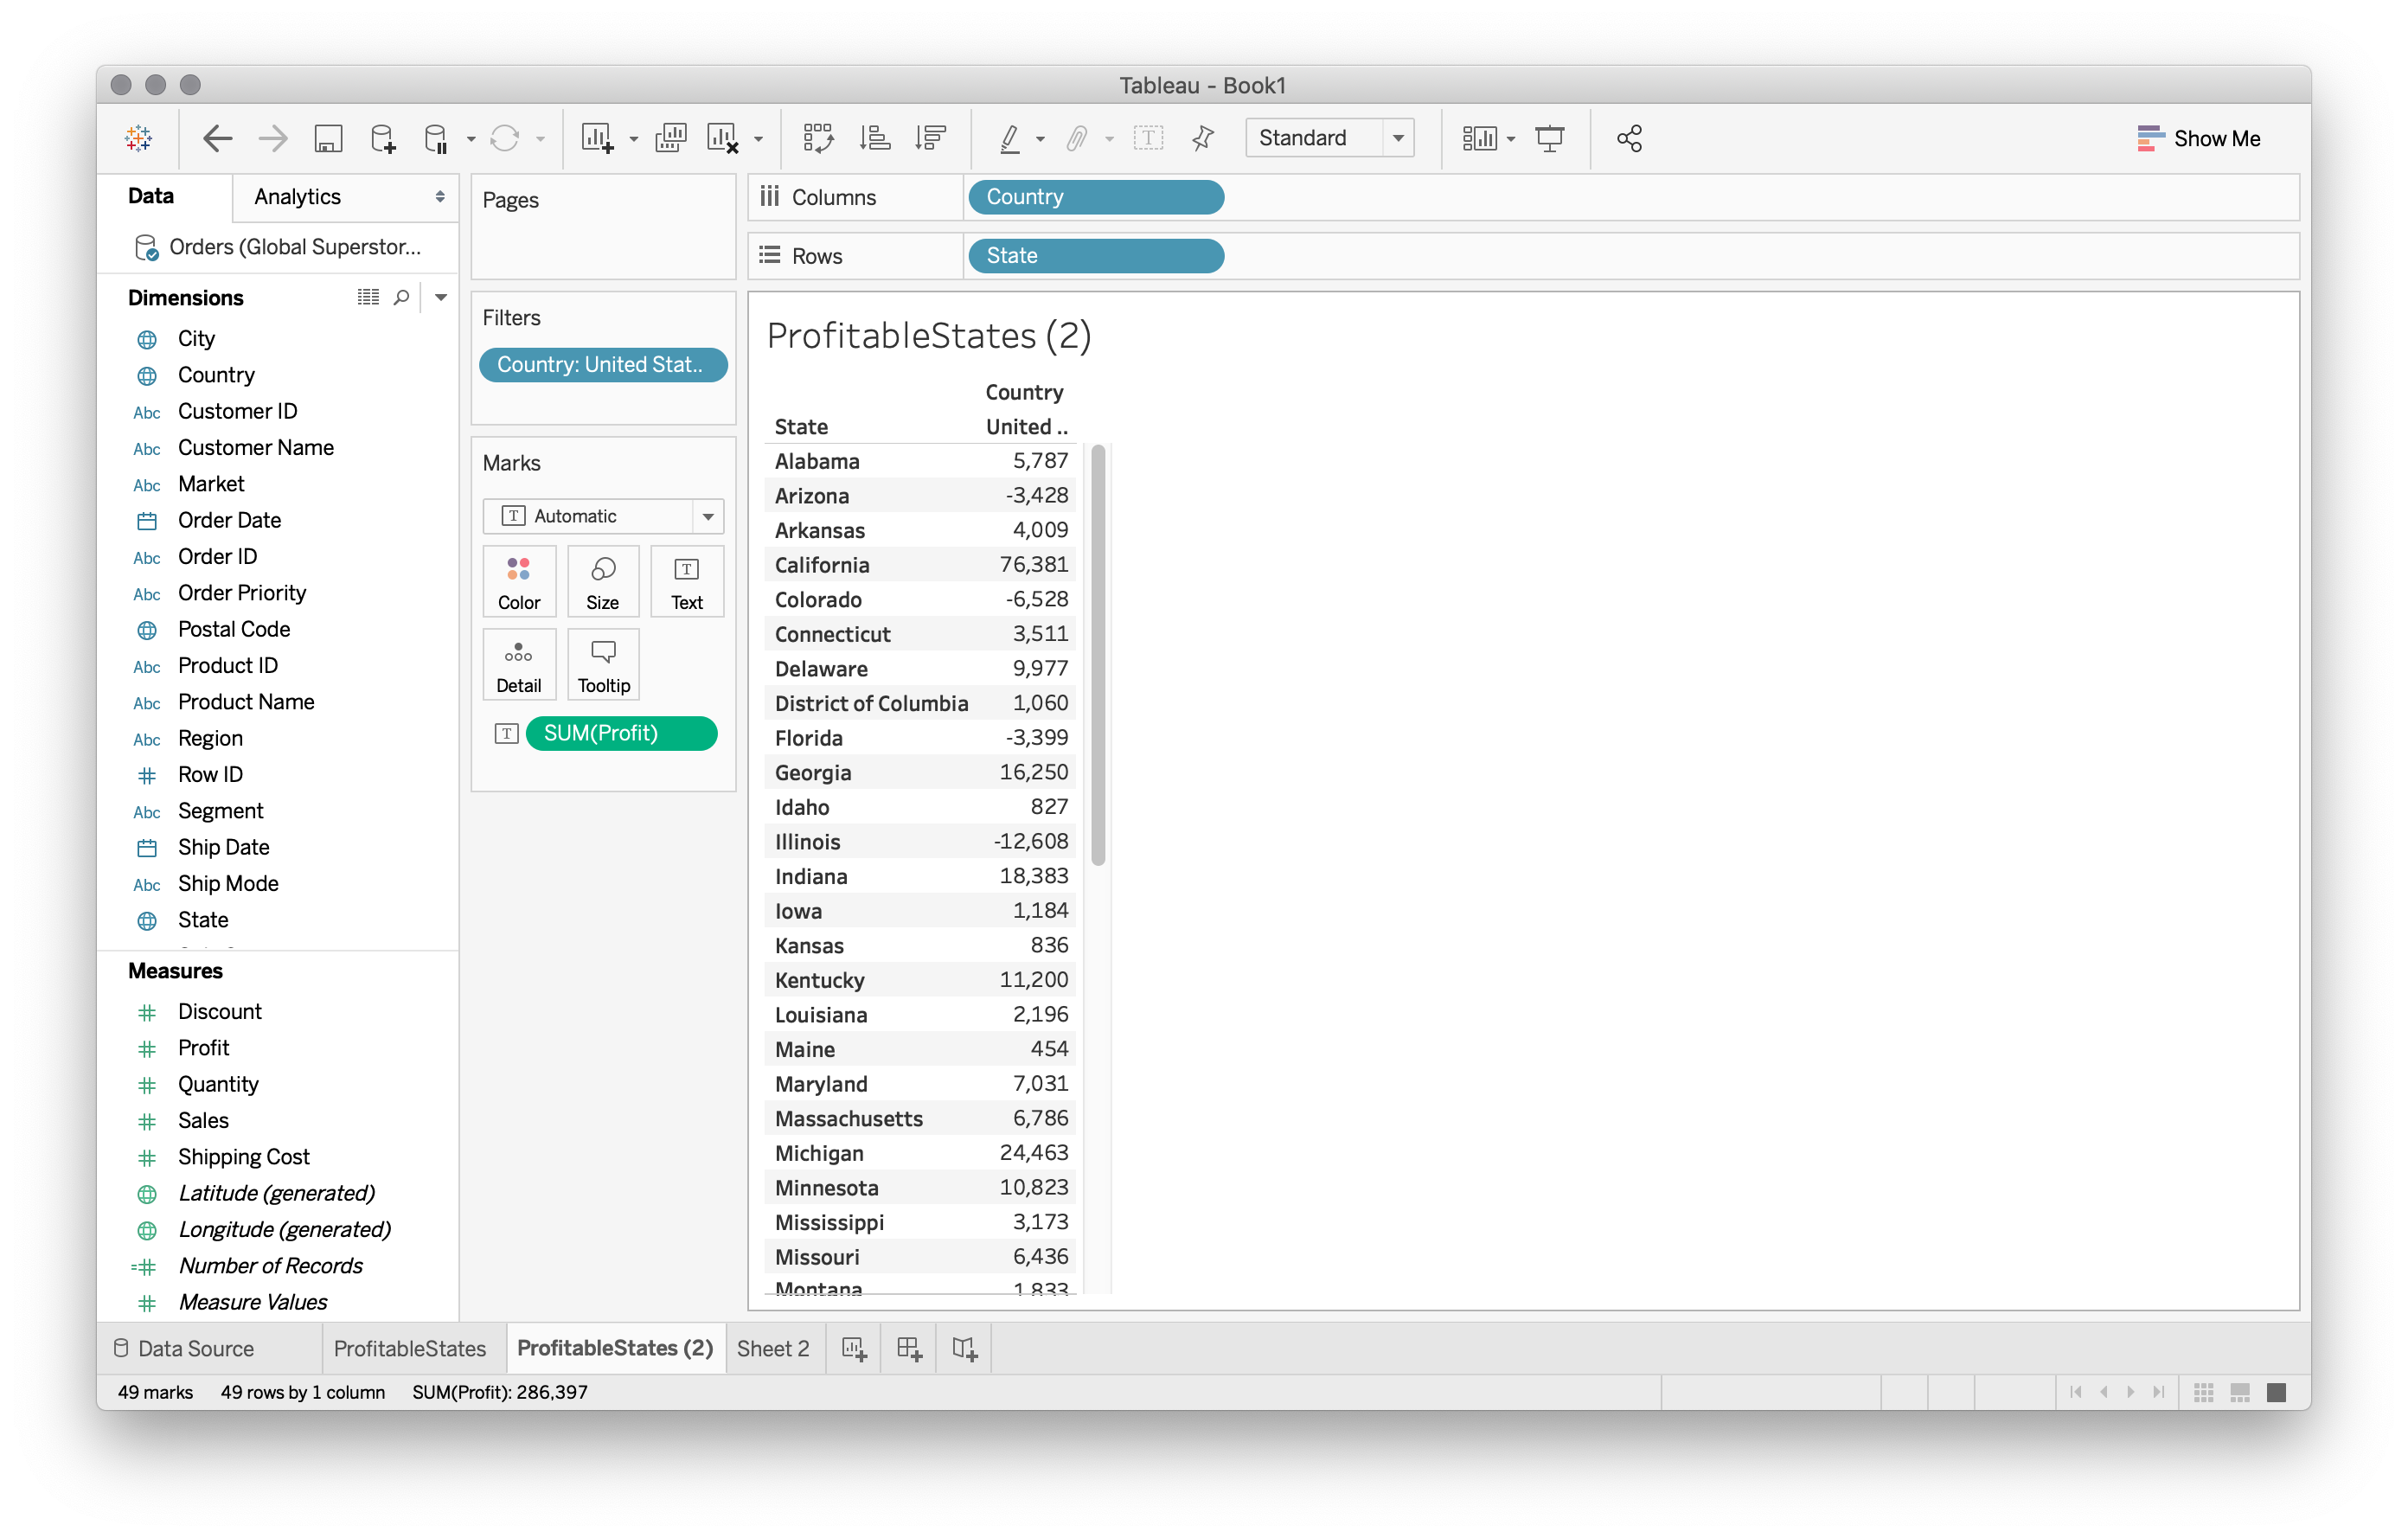 Tableau - Book1
Standard
Show Me
Data
Analytics
Orders (Global Superstor...
Dimensions
City
Country
Abc Customer ID
Abc Customer Name
Abc Market
Order Date
Abc Order ID
Abc Order Priority
Postal Code
Abc Product ID
Abc Product Name
Abc Region
Row ID
Abc Segment
Ship Date
Abc Ship Mode
State
Measures
Discount
Profit
Quantity
Sales
Shipping Cost
Latitude (generated)
Longitude (generated)
Number of Records
Measure Values
Pages
Filters
Country: United Stat..
Marks
T Automatic
Color Size T Text
Detail Tooltip
T SUM(Profit)
Columns Country
Rows State
ProfitableStates (2)
Country
State United ..
Alabama 5,787
Arizona -3,428
Arkansas 4,009
California 76,381
Colorado -6,528
Connecticut 3,511
Delaware 9,977
District of Columbia 1,060
Florida -3,399
Georgia 16,250
Idaho 827
Illinois -12,608
Indiana 18,383
Iowa 1,184
Kansas 836
Kentucky 11,200
Louisiana 2,196
Maine 454
Maryland 7,031
Massachusetts 6,786
Michigan 24,463
Minnesota 10,823
Mississippi 3,173
Missouri 6,436
Montana 1,833
Data Source ProfitableStates ProfitableStates (2) Sheet 2
49 marks 49 rows by 1 column SUM(Profit): 286,397